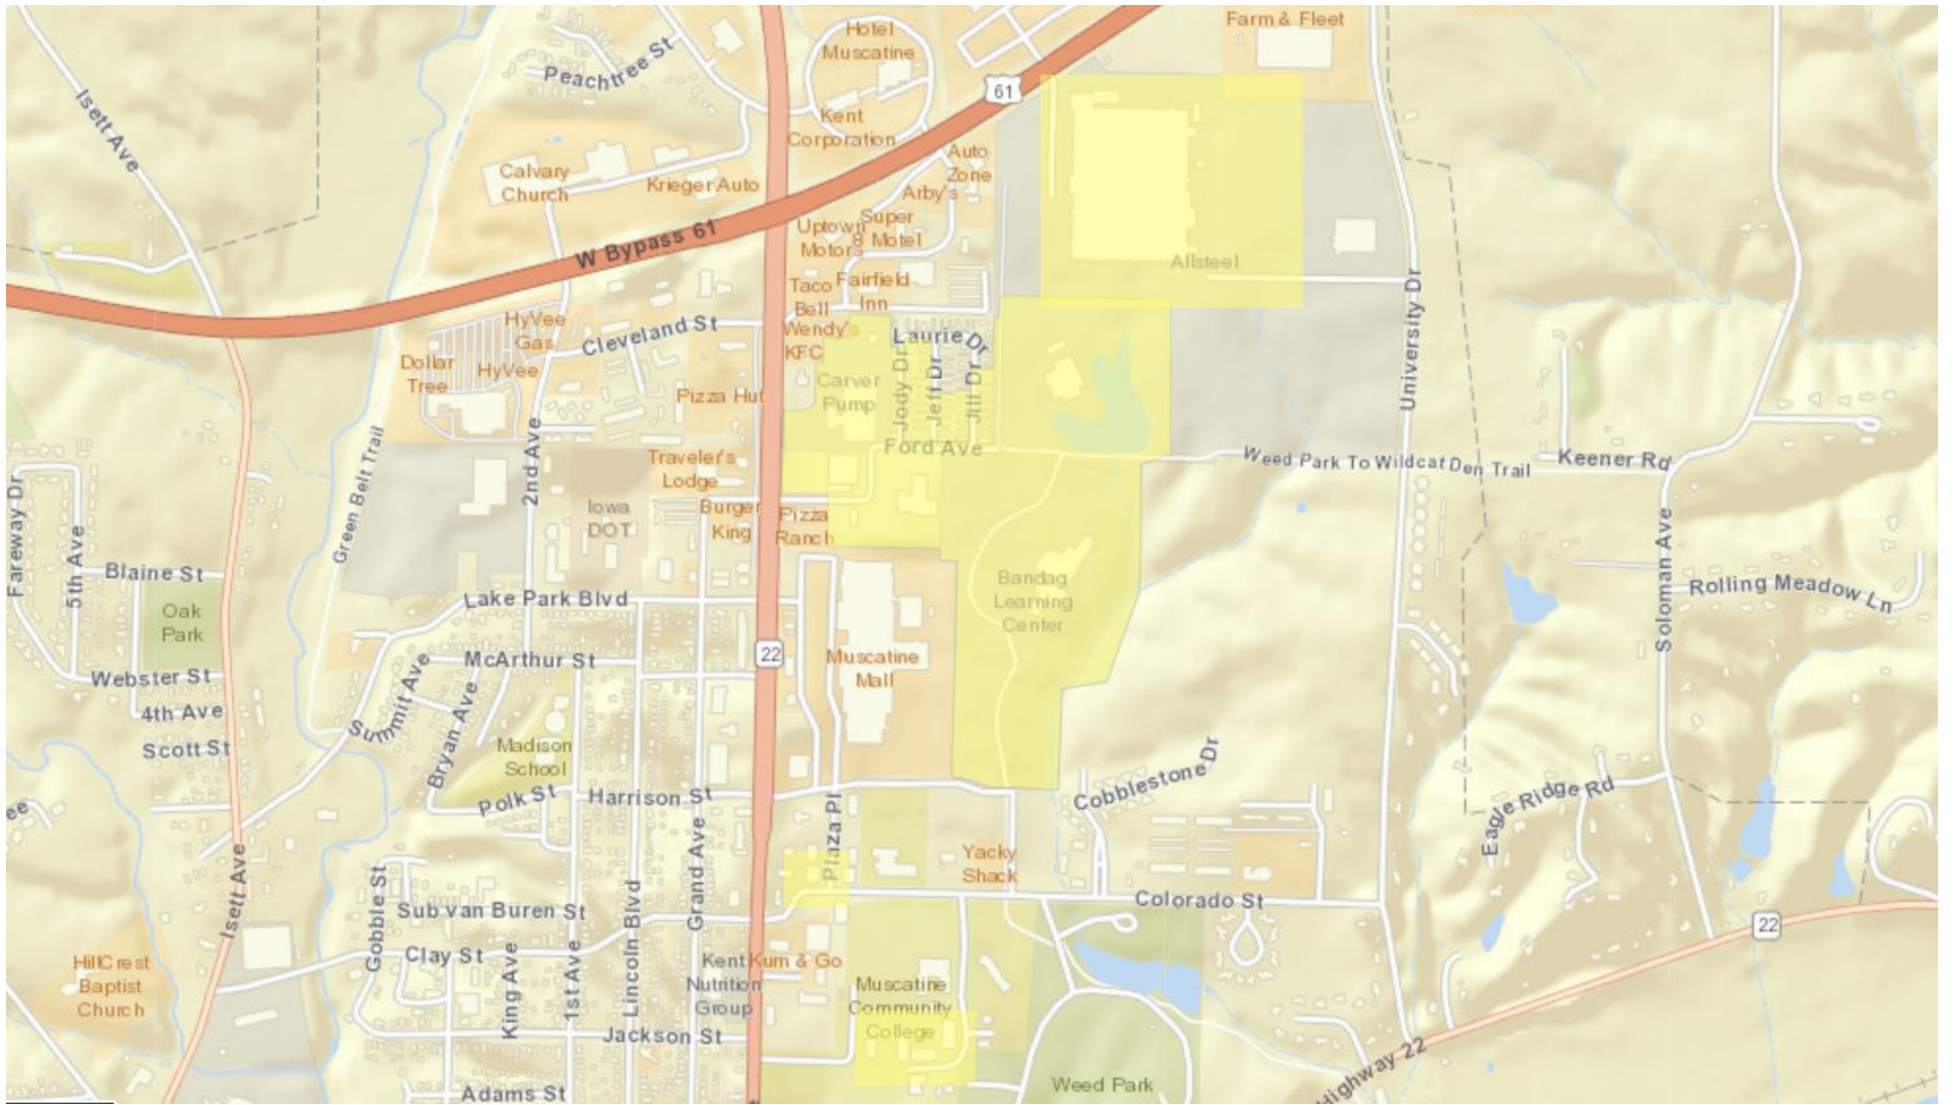 Farm & Fleet
Hotel
Muscatine
Peachtree St
61
Isett Ave
Kent
Corporation
Auto
Zone
Calvary
Church
Krieger Auto
Arby's
Super
8 Motel
Uptown
Motors
W Bypass 61
Allsteel
Taco
Bell
Fairfield
Inn
University Dr
HyVee
Gas
Cleveland St
Wendy's
KFC
Laurie Dr
Dollar
Tree
HyVee
Pizza Hut
Carver
Pump
Jody Dr
Jeff Dr
Jill Dr
Ford Ave
Green Belt Trail
2nd Ave
Traveler's
Lodge
Weed Park To Wildcat Den Trail
Keener Rd
Fareway Dr
5th Ave
Iowa
DOT
Burger
King
Pizza
Ranch
Blaine St
Oak
Park
Lake Park Blvd
Bandag
Learning
Center
Soloman Ave
Rolling Meadow Ln
22
McArthur St
Muscatine
Mall
Webster St
4th Ave
Scott St
Summit Ave
Bryan Ave
Madison
School
Cobblestone Dr
Polk St
Harrison St
Plaza Pl
Eagle Ridge Rd
ee
Isett Ave
Gobble St
Yacky
Shack
Grand Ave
Lincoln Blvd
Colorado St
Sub van Buren St
22
Clay St
King Ave
1st Ave
HillCrest
Baptist
Church
Kent
Nutrition
Group
Kum & Go
Muscatine
Community
College
Jackson St
Highway 22
Weed Park
Adams St